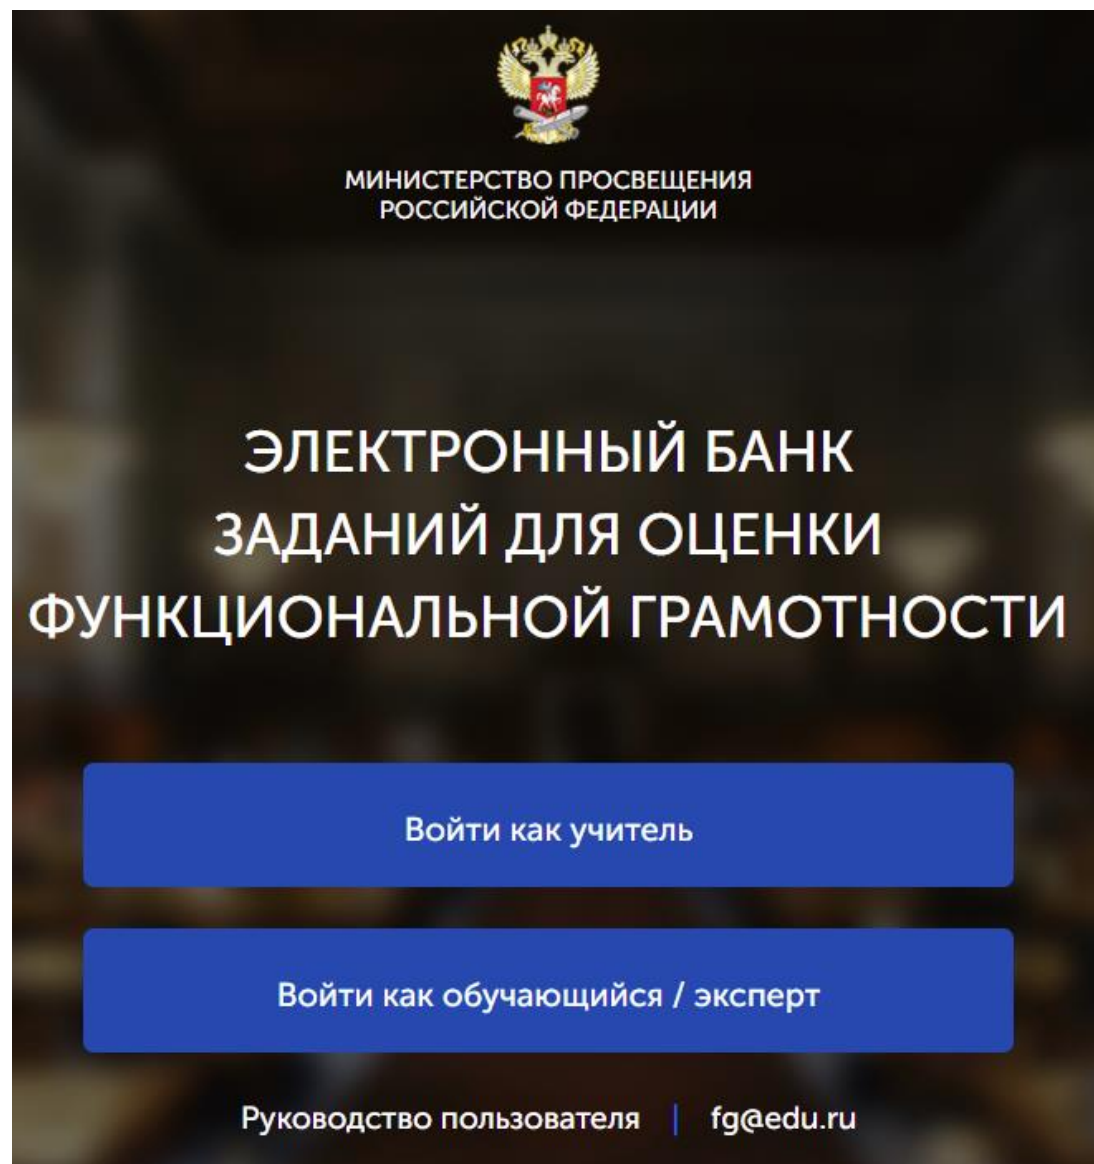 МИНИСТЕРСТВО ПРОСВЕЩЕНИЯ
РОССИЙСКОЙ ФЕДЕРАЦИИ
ЭЛЕКТРОННЫЙ БАНК
ЗАДАНИЙ ДЛЯ ОЦЕНКИ
ФУНКЦИОНАЛЬНОЙ ГРАМОТНОСТИ
Войти как учитель
Войти как обучающийся / эксперт
Руководство пользователя | fg@edu.ru